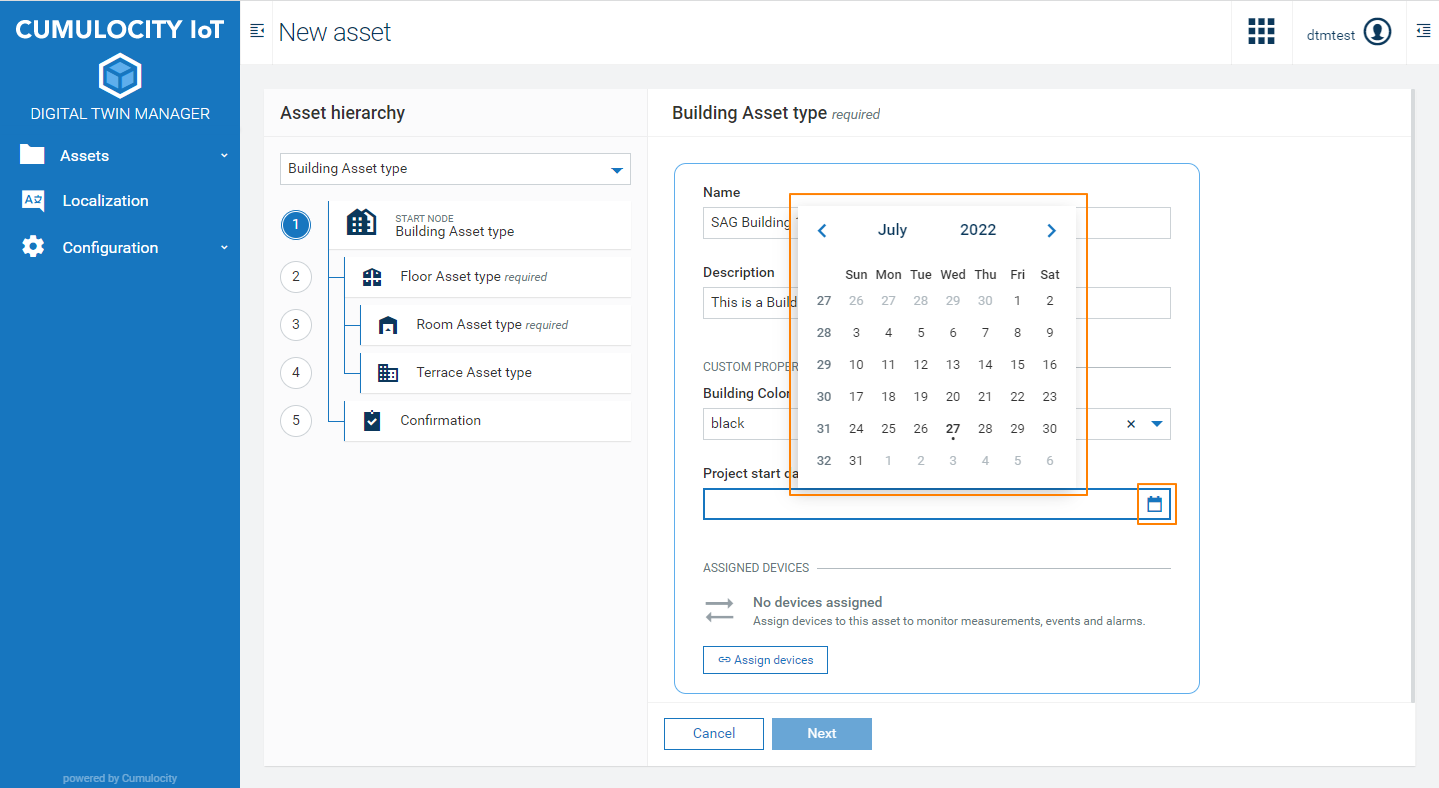 CUMULOCITY IoT
DIGITAL TWIN MANAGER
Assets
Localization
Configuration
powered by Cumulocity
New asset
dtmtest
Asset hierarchy
Building Asset type
1
START NODE
Building Asset type
2
Floor Asset type required
3
Room Asset type required
4
Terrace Asset type
5
Confirmation
Building Asset type required
Name
SAG Building
Description
This is a Build
CUSTOM PROPER
Building Color
black
Project start da
July 2022
Sun Mon Tue Wed Thu Fri Sat
27 26 27 28 29 30 1 2
28 3 4 5 6 7 8 9
29 10 11 12 13 14 15 16
30 17 18 19 20 21 22 23
31 24 25 26 27 28 29 30
32 31 1 2 3 4 5 6
ASSIGNED DEVICES
No devices assigned
Assign devices to this asset to monitor measurements, events and alarms.
Assign devices
Cancel
Next